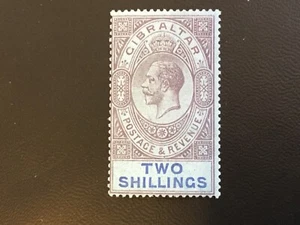 GIBRALTAR
POSTAGE & REVENUE
TWO
SHILLINGS